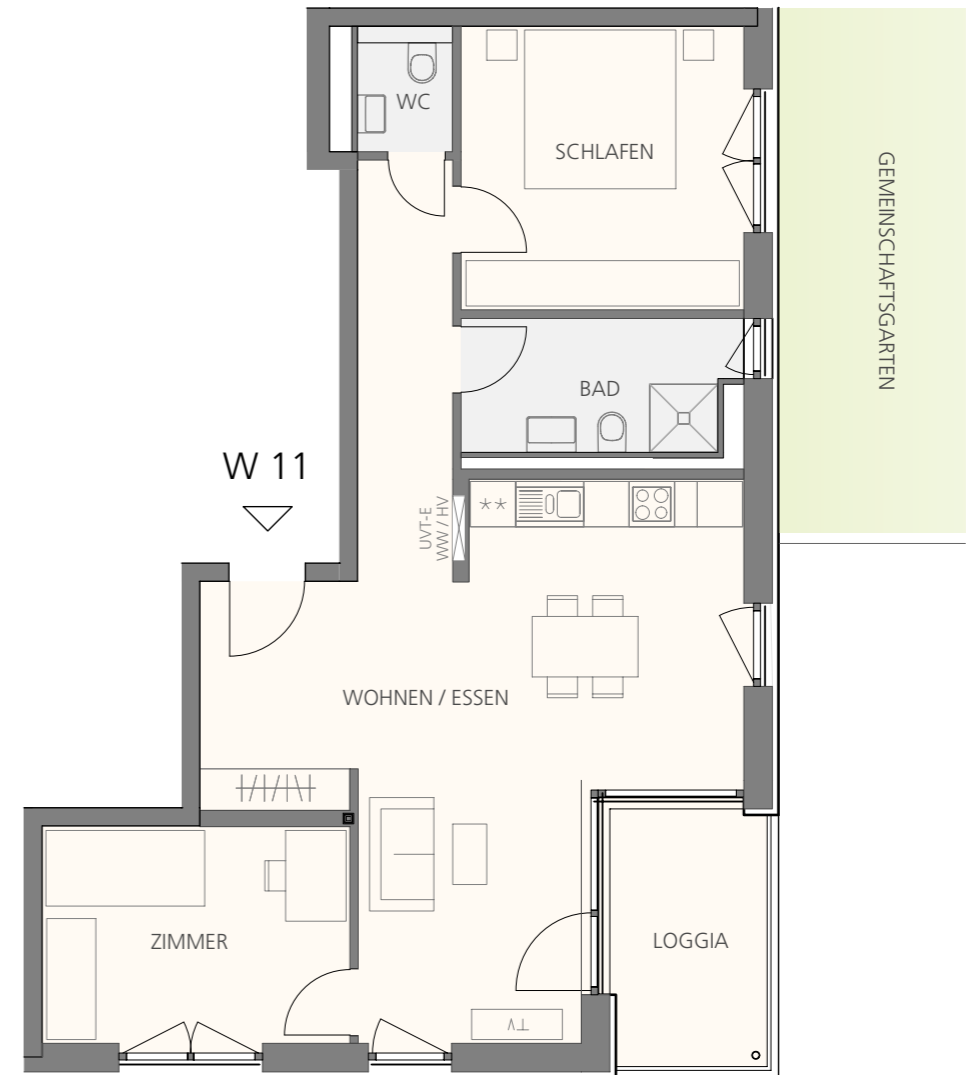 WC
SCHLAFEN
GEMEINSCHAFTSGARTEN
BAD
W 11
**
UVT-E
WW / HV
WOHNEN / ESSEN
ZIMMER
LOGGIA
TV